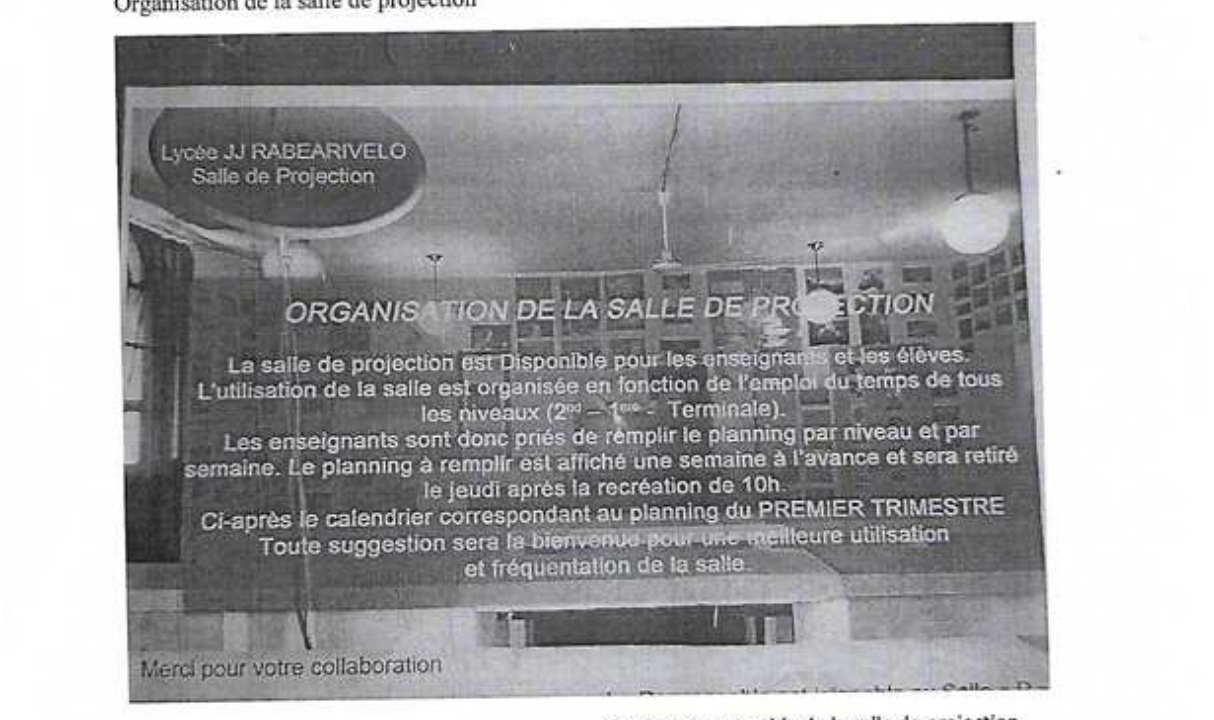 Organisation de la salle de projection
Lycée JJ RABEARIVELO
Salle de Projection
ORGANISATION DE LA SALLE DE PROJECTION
La salle de projection est Disponible pour les enseignants et les élèves.
L'utilisation de la salle est organisée en fonction de l'emploi du temps de tous
les niveaux (2nd – 1ère - Terminale).
Les enseignants sont donc priés de remplir le planning par niveau et par
semaine. Le planning à remplir est affiché une semaine à l'avance et sera retiré
le jeudi après la recréation de 10h.
Ci-après le calendrier correspondant au planning du PREMIER TRIMESTRE
Toute suggestion sera la bienvenue pour une meilleure utilisation
et fréquentation de la salle.
Merci pour votre collaboration
de la salle de projection